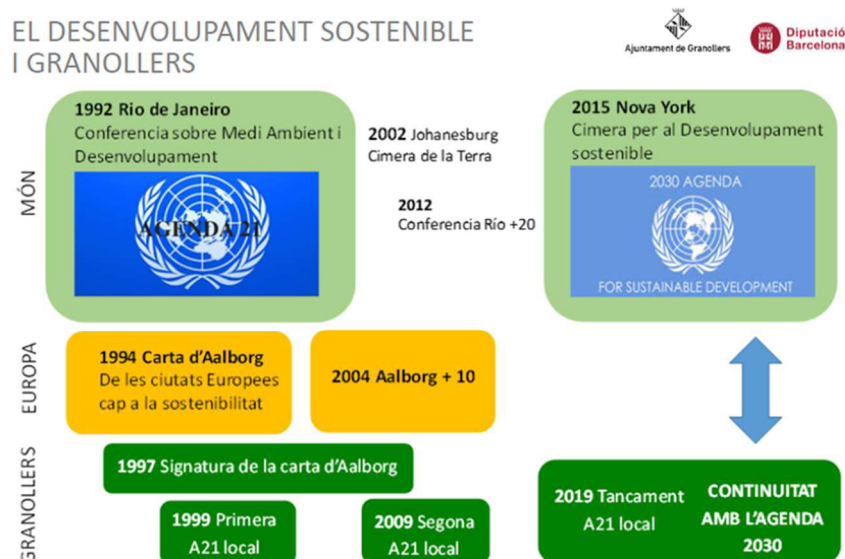 EL DESENVOLUPAMENT SOSTENIBLE
I GRANOLLERS
Ajuntament de Granollers
Diputació
Barcelona
MÓN
1992 Rio de Janeiro
Conferencia sobre Medi Ambient i
Desenvolupament
AGENDA 21
2002 Johanesburg
Cimera de la Terra
2012
Conferencia Río +20
2015 Nova York
Cimera per al Desenvolupament
sostenible
2030 AGENDA
FOR SUSTAINABLE DEVELOPMENT
EUROPA
1994 Carta d'Aalborg
De les ciutats Europees
cap a la sostenibilitat
2004 Aalborg + 10
GRANOLLERS
1997 Signatura de la carta d'Aalborg
1999 Primera
A21 local
2009 Segona
A21 local
2019 Tancament
A21 local
CONTINUITAT
AMB L'AGENDA
2030